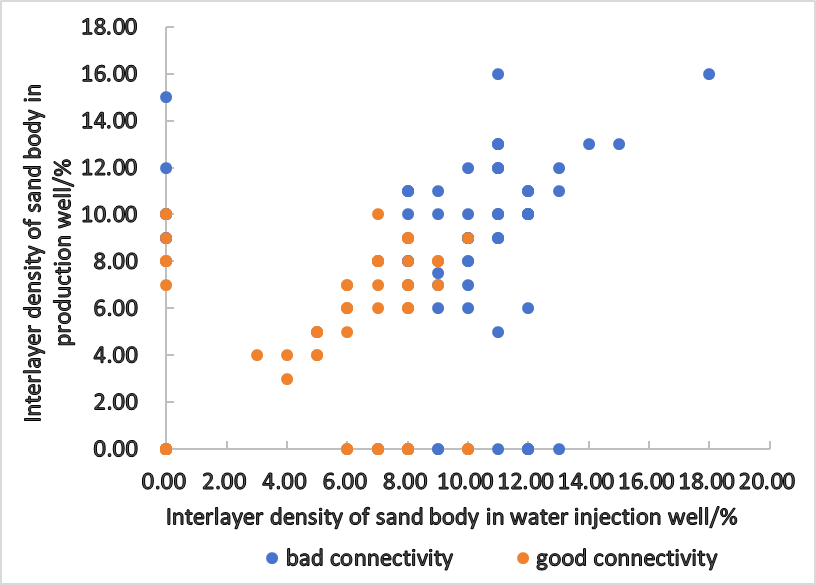 18.00
16.00
14.00
12.00
10.00
8.00
6.00
4.00
2.00
0.00
Interlayer density of sand body in
production well/%
0.00 2.00 4.00 6.00 8.00 10.00 12.00 14.00 16.00 18.00 20.00
Interlayer density of sand body in water injection well/%
bad connectivity good connectivity